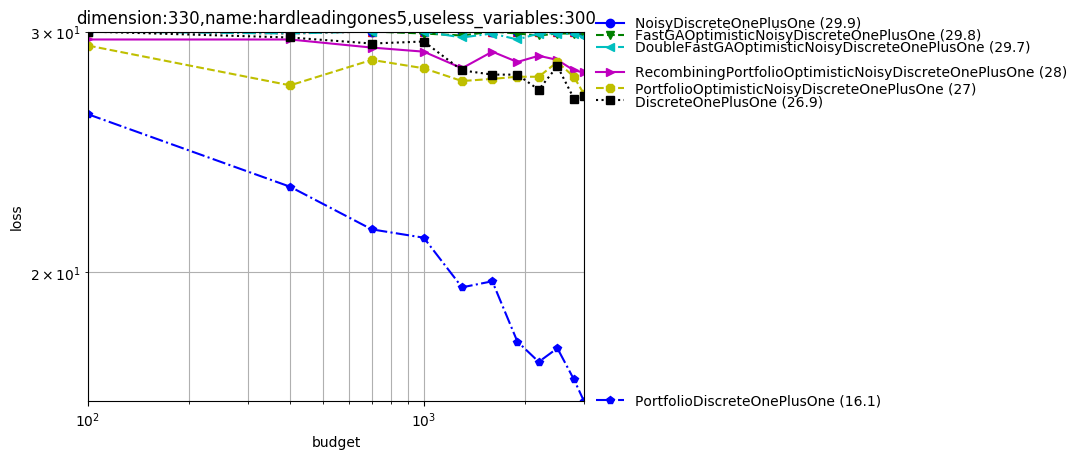 dimension:330,name:hardleadingones5,useless_variables:300
3 × 10¹
2 × 10¹
loss
10²
10³
budget
NoisyDiscreteOnePlusOne (29.9)
FastGAOptimisticNoisyDiscreteOnePlusOne (29.8)
DoubleFastGAOptimisticNoisyDiscreteOnePlusOne (29.7)
RecombiningPortfolioOptimisticNoisyDiscreteOnePlusOne (28)
PortfolioOptimisticNoisyDiscreteOnePlusOne (27)
DiscreteOnePlusOne (26.9)
PortfolioDiscreteOnePlusOne (16.1)